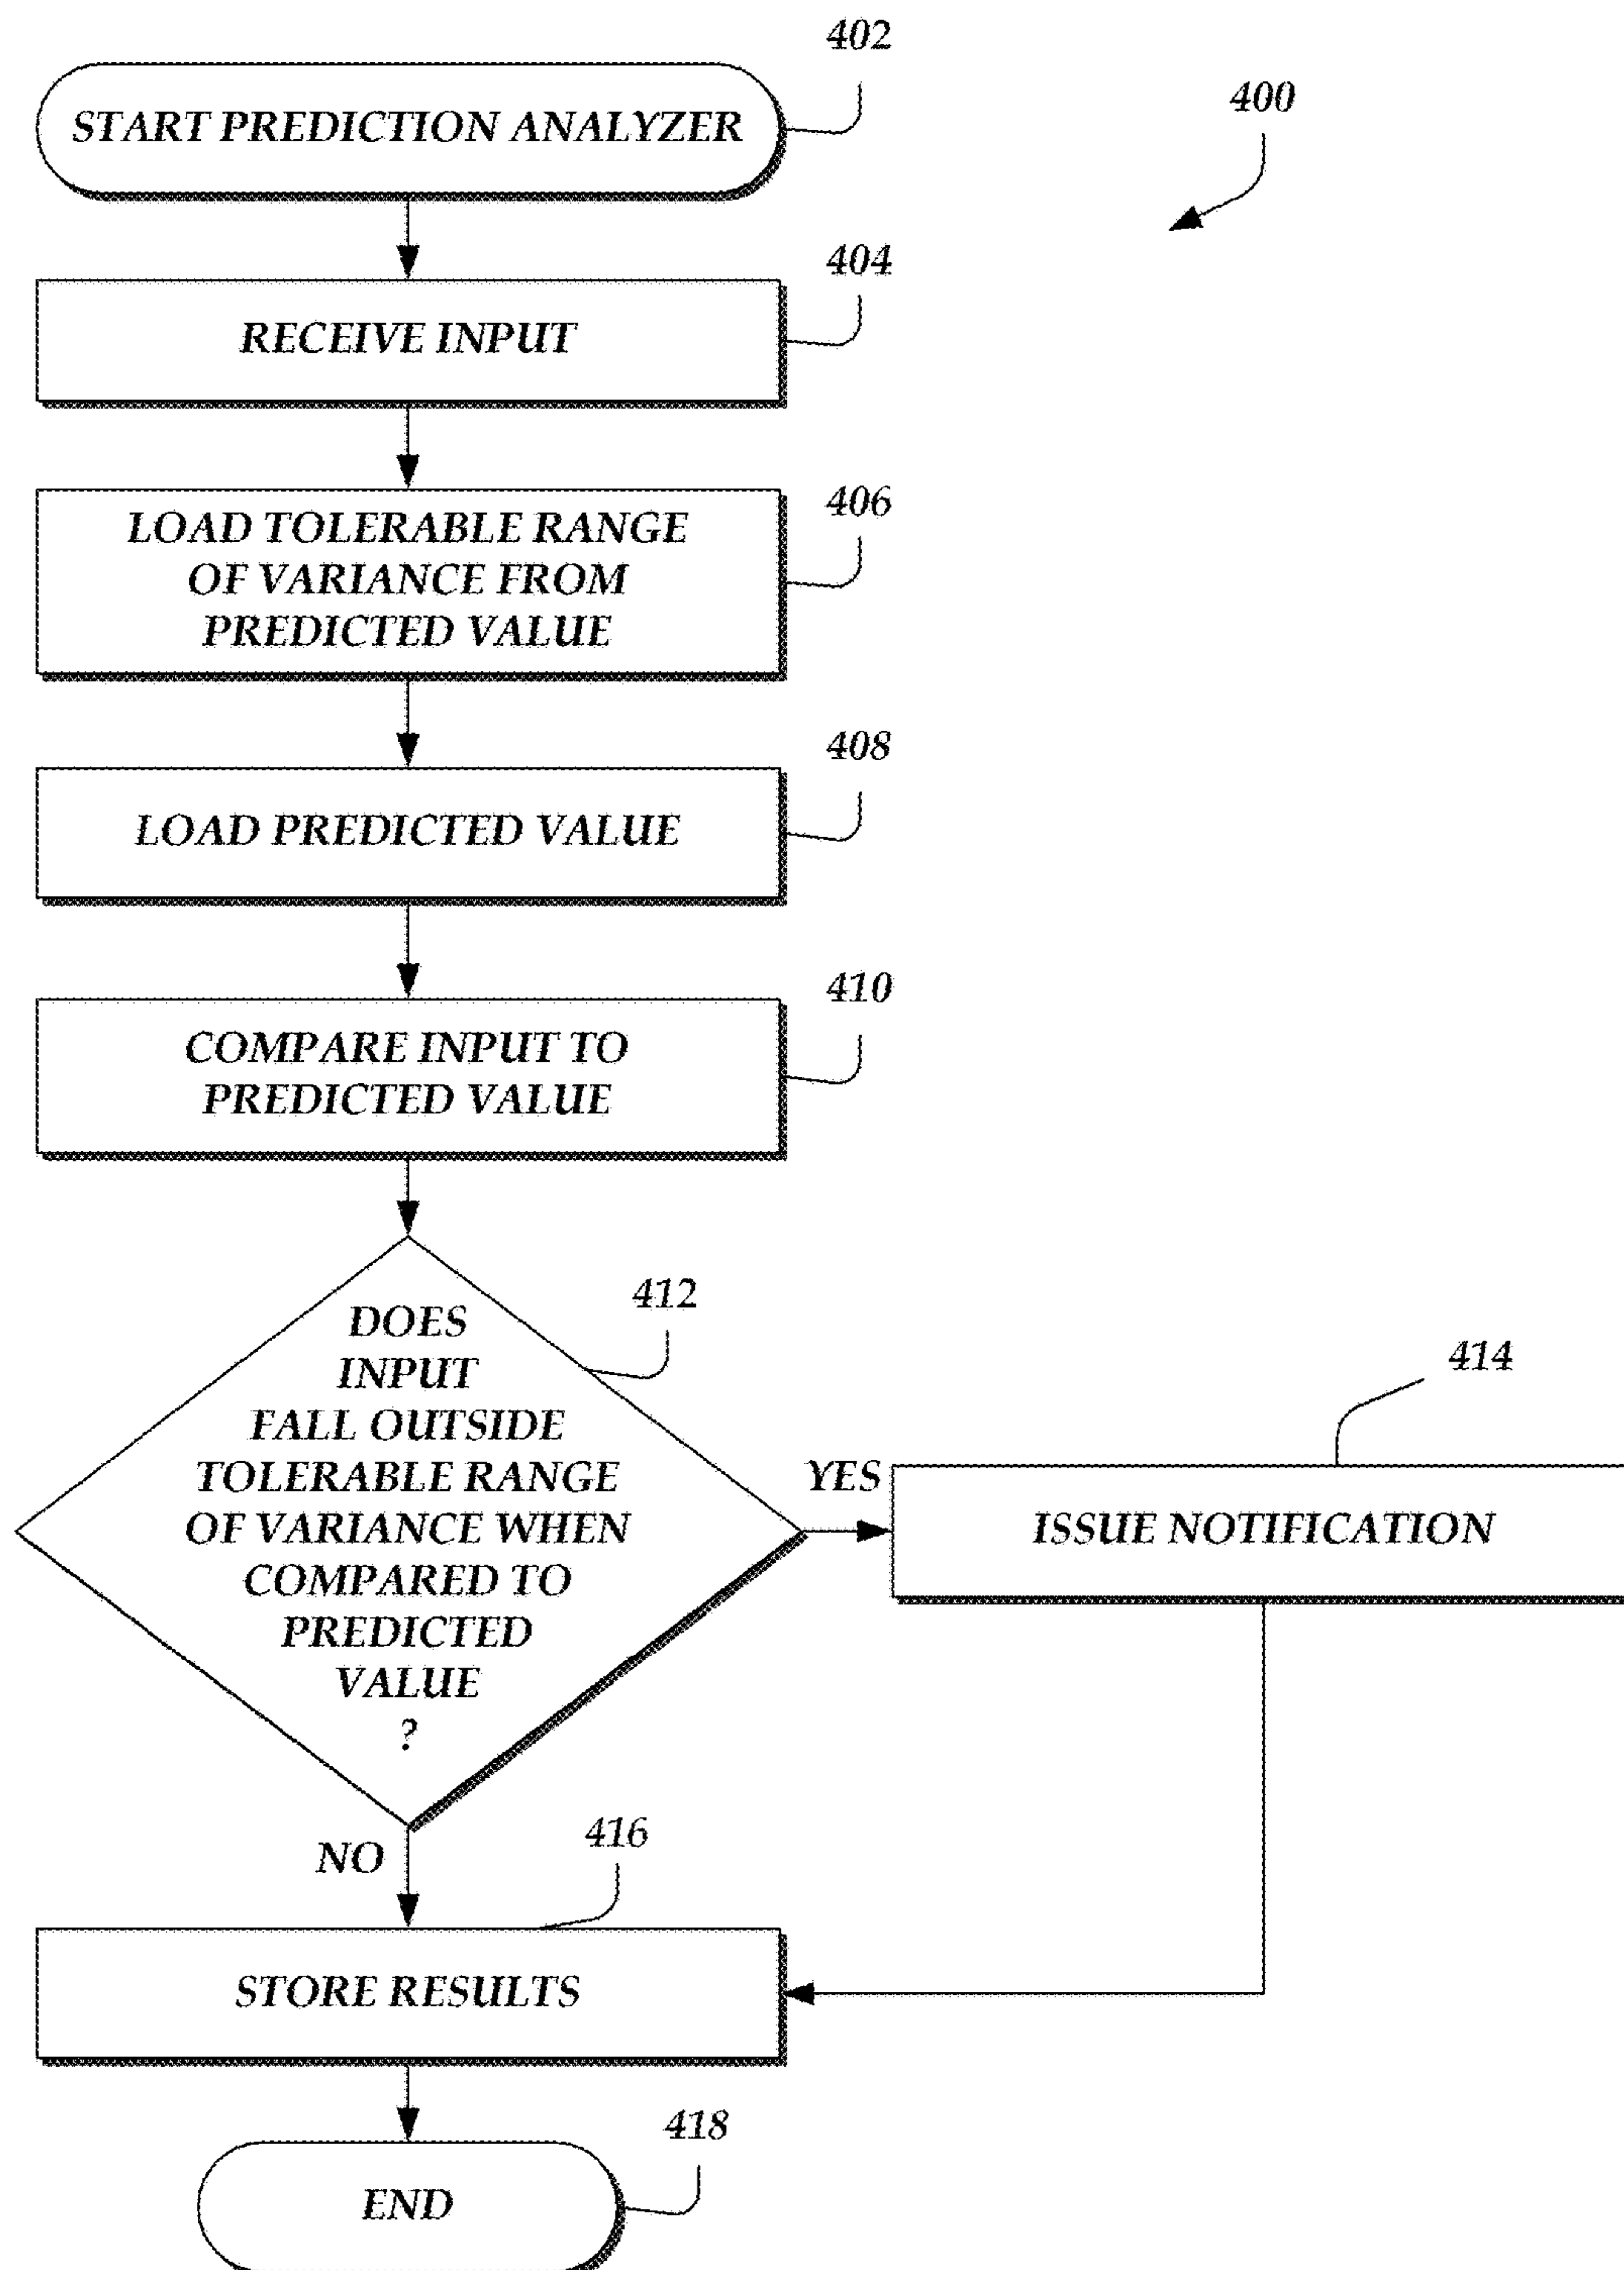 402
START PREDICTION ANALYZER
400
404
RECEIVE INPUT
406
LOAD TOLERABLE RANGE
OF VARIANCE FROM
PREDICTED VALUE
408
LOAD PREDICTED VALUE
410
COMPARE INPUT TO
PREDICTED VALUE
412
DOES
INPUT
FALL OUTSIDE
TOLERABLE RANGE
OF VARIANCE WHEN
COMPARED TO
PREDICTED
VALUE
?
YES
414
ISSUE NOTIFICATION
NO
416
STORE RESULTS
418
END